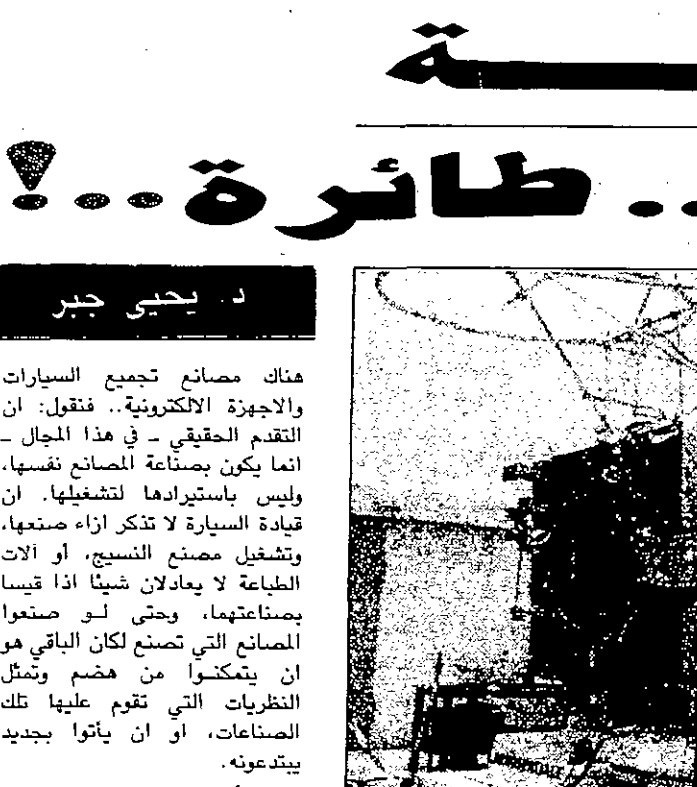 ـــة
.. طائرة...!
د. يحيى جبر
هناك مصانع تجميع السيارات
والاجهزة الالكترونية.. فنقول: ان
التقدم الحقيقي ـ في هذا المجال ـ
انما يكون بصناعة المصانع نفسها،
وليس باستيرادها لتشغيلها. ان
قيادة السيارة لا تذكر ازاء صنعها،
وتشغيل مصنع النسيج، أو آلات
الطباعة لا يعادلان شيئا اذا قيسا
بصناعتهما، وحتى لـو صنعوا
المصانع التي تصنع لكان الباقي هو
ان يتمكنـوا من هضم وتمثل
النظريات التي تقوم عليها تلك
الصناعات، او ان يأتوا بجديد
يبتدعونه.